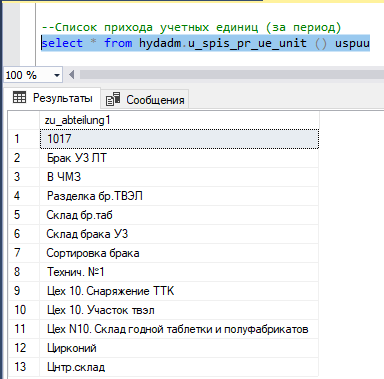 --Список прихода учетных единиц (за период)
select * from hydadm.u_spis_pr_ue_unit () uspuu
100 %
Результаты Сообщения
zu_abteilung1
1 1017
2 Брак УЗ ЛТ
3 В ЧМЗ
4 Разделка бр.ТВЭЛ
5 Склад бр.таб
6 Склад брака УЗ
7 Сортировка брака
8 Технич. №1
9 Цех 10. Снаряжение ТТК
10 Цех 10. Участок твэл
11 Цех N10. Склад годной таблетки и полуфабрикатов
12 Цирконий
13 Цнтр.склад